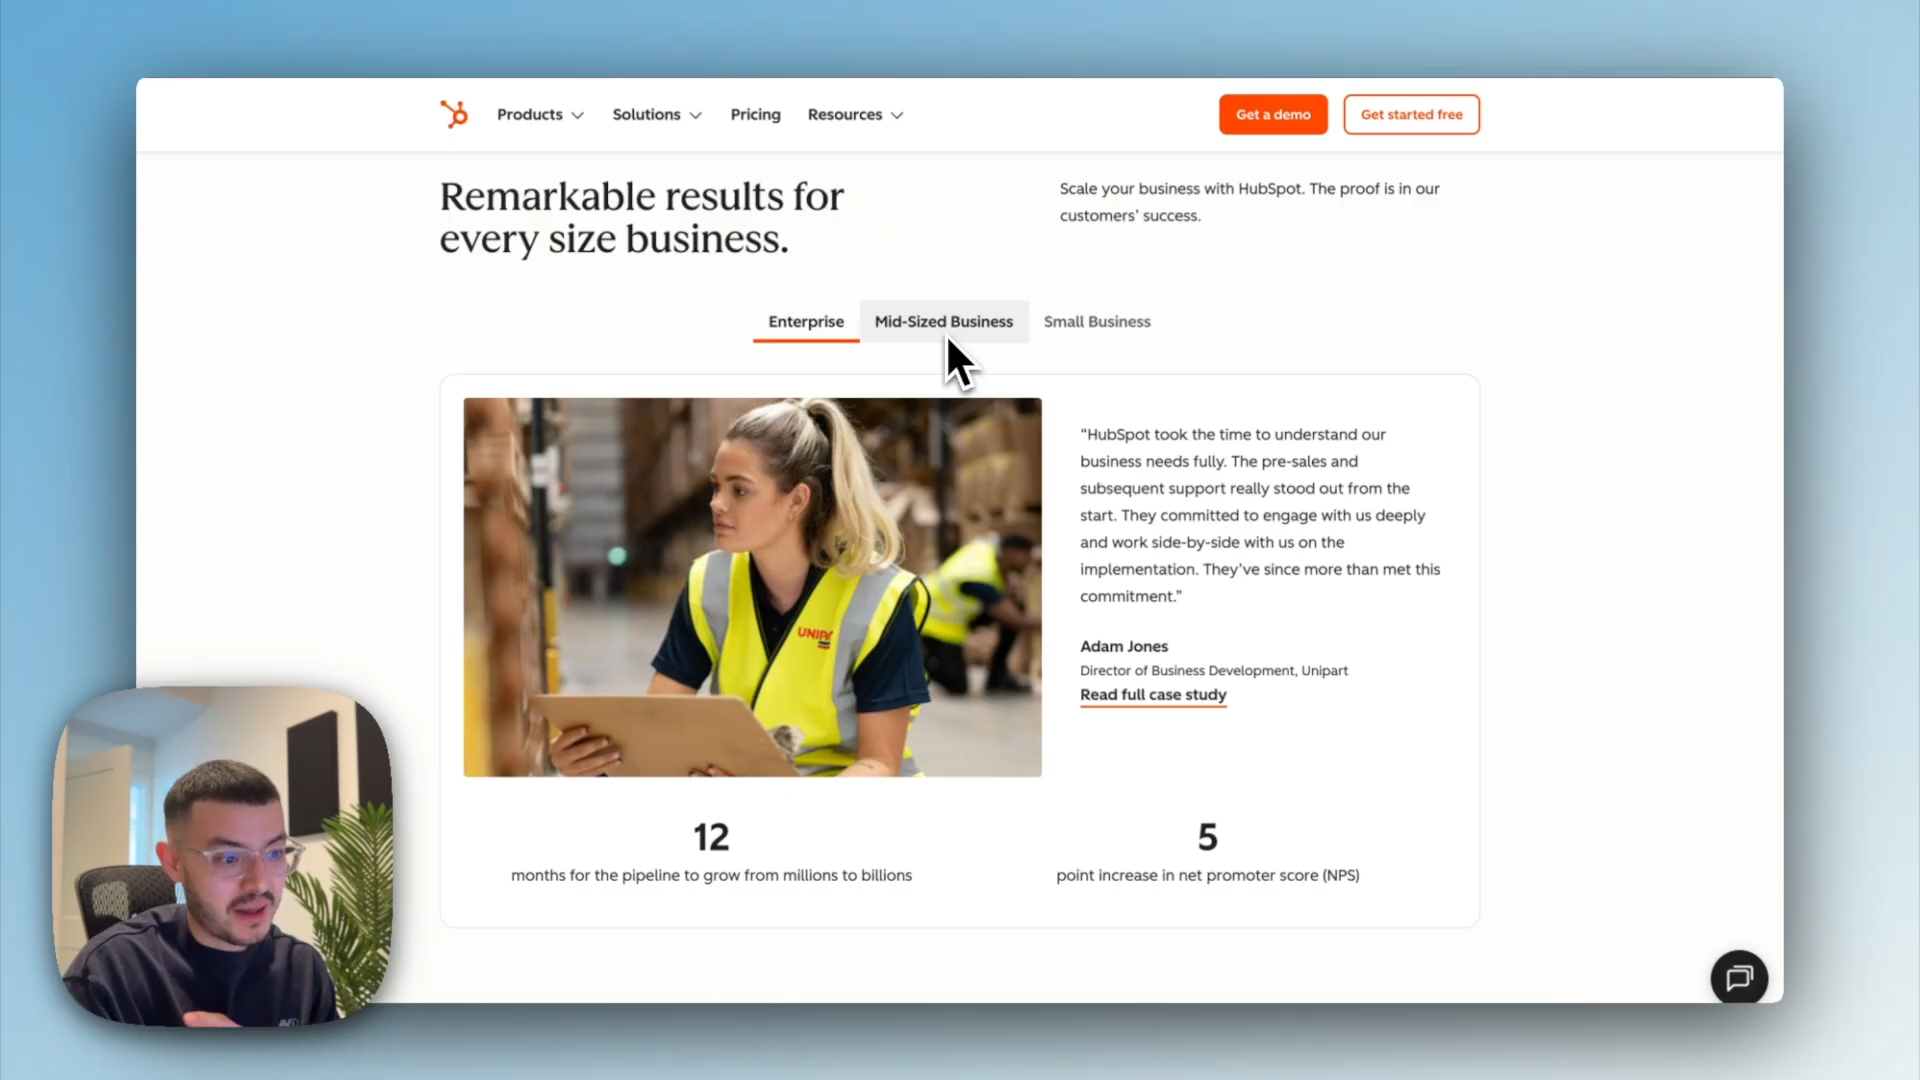 Products
Solutions
Pricing
Resources
Get a demo
Get started free
Remarkable results for
every size business.
Scale your business with HubSpot. The proof is in our
customers’ success.
Enterprise
Mid-Sized Business
Small Business
“HubSpot took the time to understand our
business needs fully. The pre-sales and
subsequent support really stood out from the
start. They committed to engage with us deeply
and work side-by-side with us on the
implementation. They’ve since more than met this
commitment.”
Adam Jones
Director of Business Development, Unipart
Read full case study
12
months for the pipeline to grow from millions to billions
5
point increase in net promoter score (NPS)